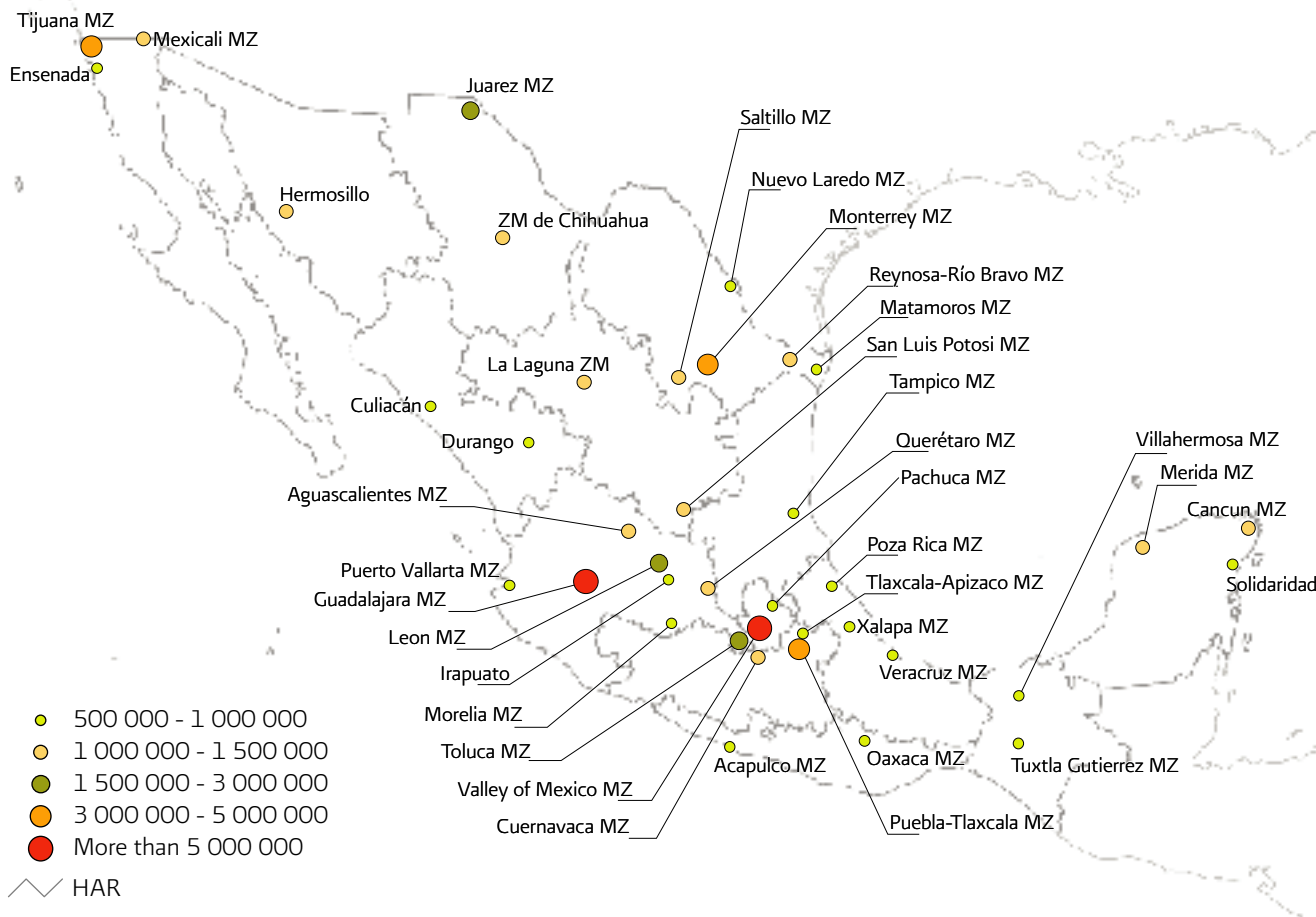 Tijuana MZ
Mexicali MZ
Ensenada
Juarez MZ
Saltillo MZ
Nuevo Laredo MZ
Hermosillo
ZM de Chihuahua
Monterrey MZ
Reynosa-Río Bravo MZ
Matamoros MZ
San Luis Potosi MZ
La Laguna ZM
Tampico MZ
Culiacán
Durango
Querétaro MZ
Villahermosa MZ
Pachuca MZ
Merida MZ
Aguascalientes MZ
Cancun MZ
Poza Rica MZ
Puerto Vallarta MZ
Tlaxcala-Apizaco MZ
Solidaridad
Guadalajara MZ
Xalapa MZ
Leon MZ
Irapuato
Veracruz MZ
Morelia MZ
500 000 - 1 000 000
Toluca MZ
1 000 000 - 1 500 000
Oaxaca MZ
Acapulco MZ
Tuxtla Gutierrez MZ
1 500 000 - 3 000 000
Valley of Mexico MZ
3 000 000 - 5 000 000
Cuernavaca MZ
Puebla-Tlaxcala MZ
More than 5 000 000
HAR